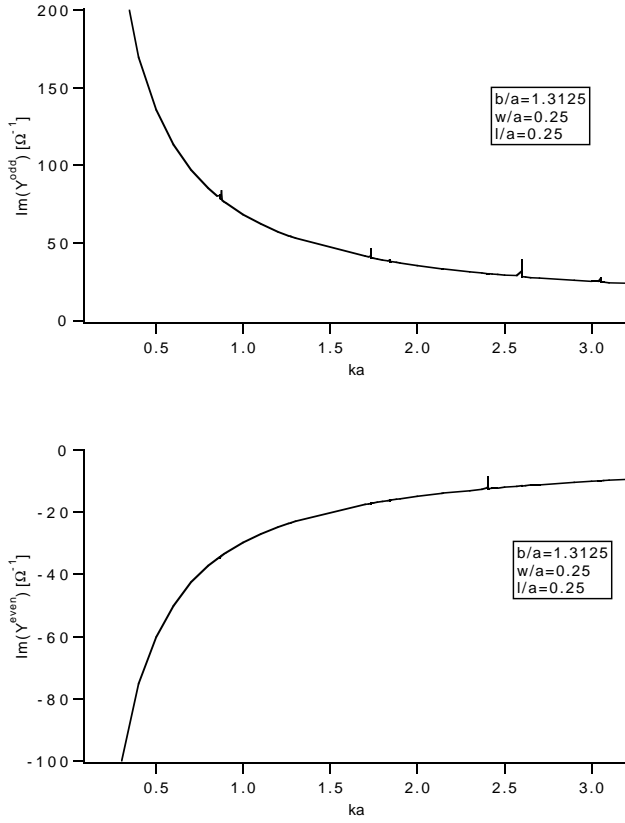 200
150
100
50
0
Im(Y^odd) [Ω^-1]
b/a=1.3125
w/a=0.25
l/a=0.25
0.5 1.0 1.5 2.0 2.5 3.0
ka
0
-20
-40
-60
-80
-100
Im(Y^even) [Ω^-1]
b/a=1.3125
w/a=0.25
l/a=0.25
0.5 1.0 1.5 2.0 2.5 3.0
ka